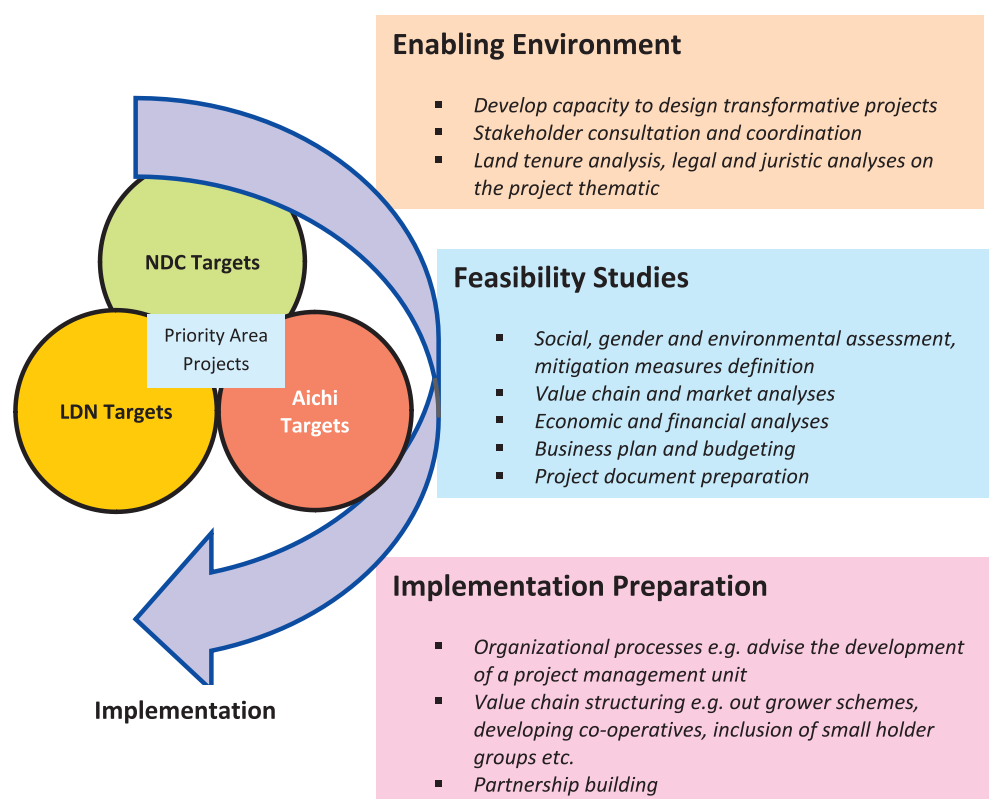 Enabling Environment
▪ Develop capacity to design transformative projects
▪ Stakeholder consultation and coordination
▪ Land tenure analysis, legal and juristic analyses on
the project thematic
NDC Targets
Priority Area
Projects
LDN Targets
Aichi
Targets
Feasibility Studies
▪ Social, gender and environmental assessment,
mitigation measures definition
▪ Value chain and market analyses
▪ Economic and financial analyses
▪ Business plan and budgeting
▪ Project document preparation
Implementation Preparation
▪ Organizational processes e.g. advise the development
of a project management unit
▪ Value chain structuring e.g. out grower schemes,
developing co-operatives, inclusion of small holder
groups etc.
▪ Partnership building
Implementation